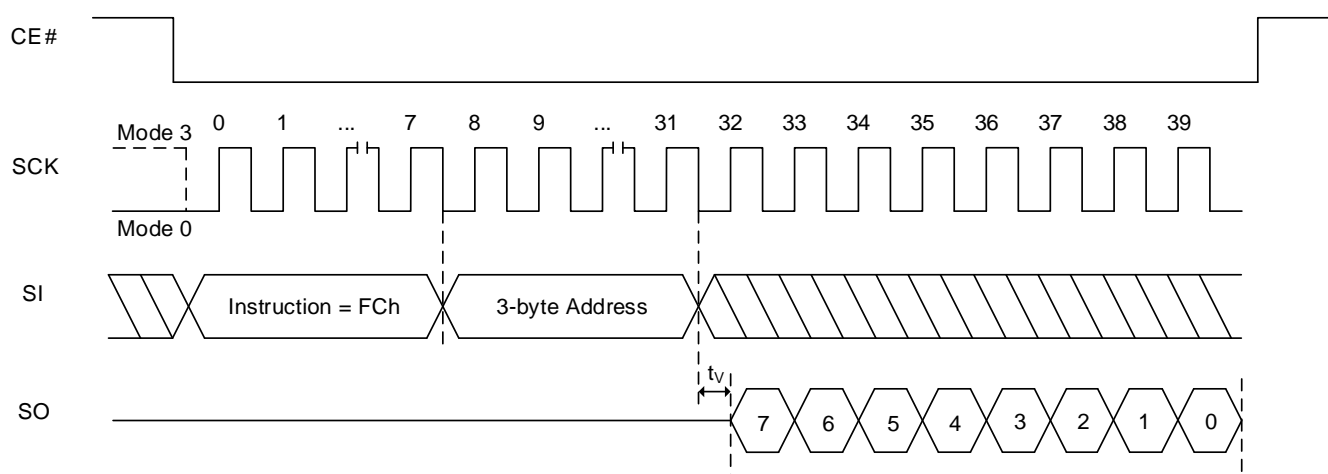 CE#
0 1 ... 7 8 9 ... 31 32 33 34 35 36 37 38 39
Mode 3
SCK
Mode 0
SI
Instruction = FCh
3-byte Address
tV
SO
7 6 5 4 3 2 1 0